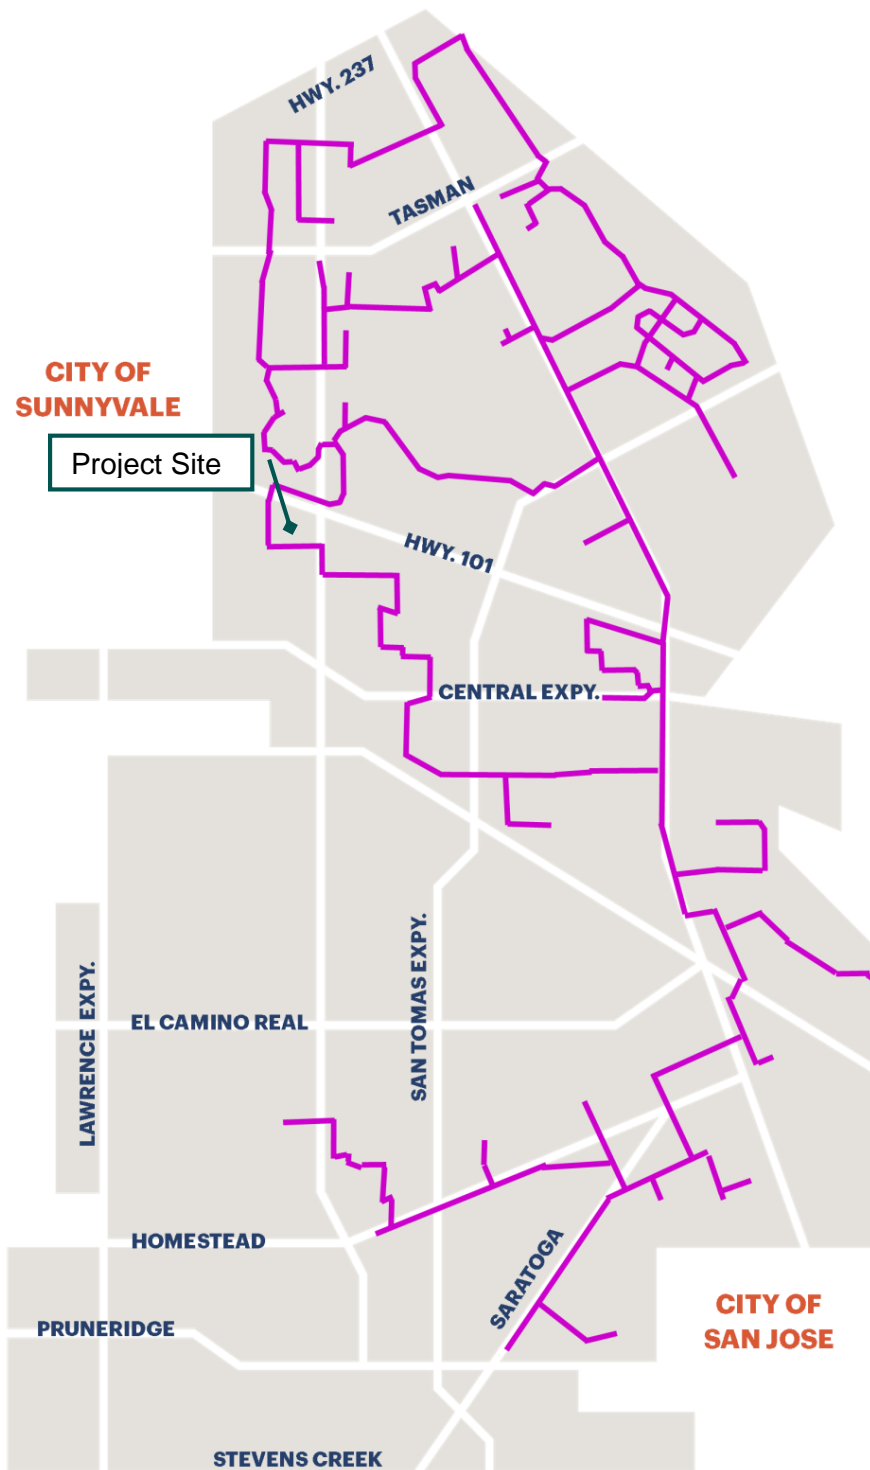 HWY. 237
TASMAN
CITY OF
SUNNYVALE
Project Site
HWY. 101
CENTRAL EXPY.
SAN TOMAS EXPY.
LAWRENCE EXPY.
EL CAMINO REAL
HOMESTEAD
SARATOGA
CITY OF
SAN JOSE
PRUNERIDGE
STEVENS CREEK